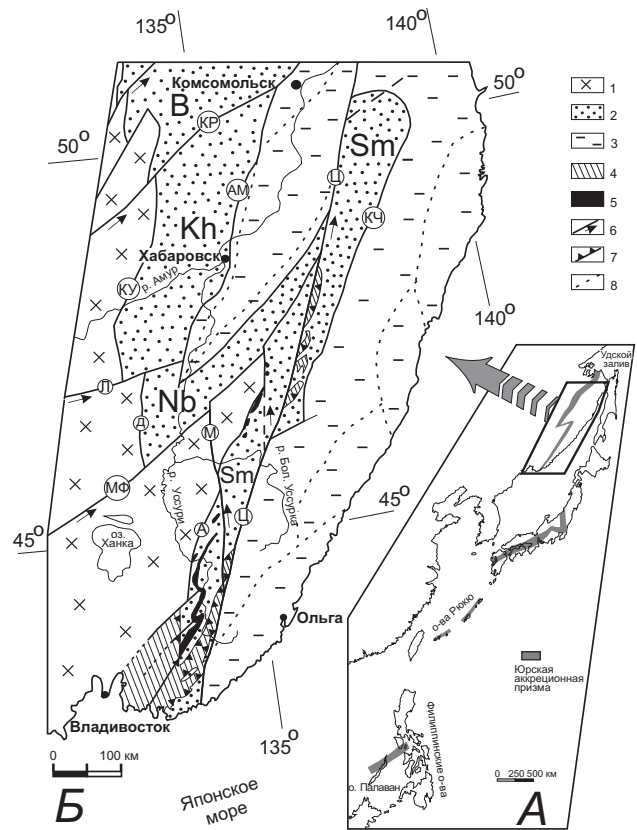 135°
140°
Комсомольск
50°
В
КР
50°
Sm
Ц
АМ
КЧ
Kh
Хабаровск
КУ
р. Амур
140°
Л
Nb
Д
М
Sm
МФ
р. Уссури
р. Бол. Уссурка
Ц
А
45°
45°
оз.
Ханка
Ольга
Владивосток
135°
0 100 км
Японское
море
Б
1
2
3
4
5
6
7
8
Удской
залив
о-ва Рюкю
Юрская
аккреционная
призма
Филиппинские о-ва
о. Палаван
0 250 500 км
А